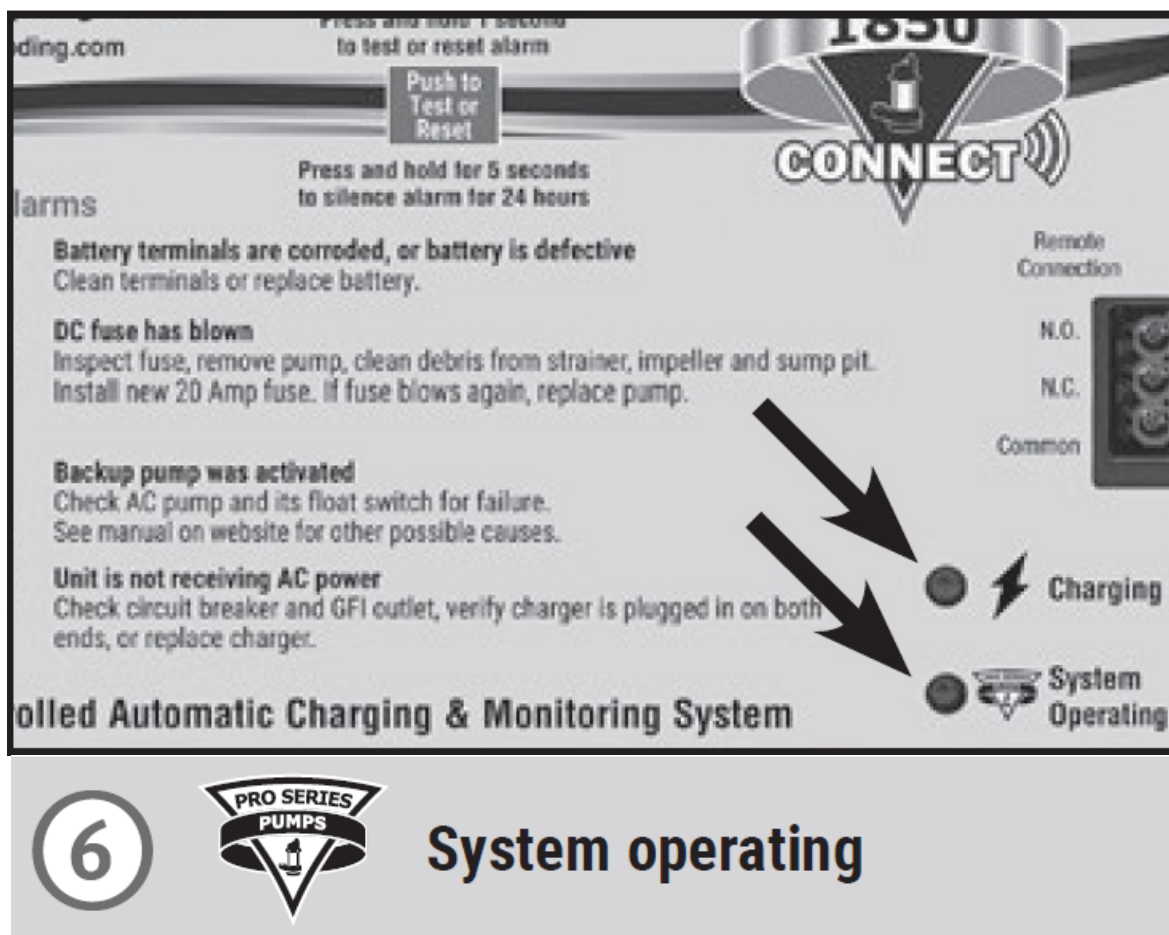 ding.com
Press and hold 1 second
to test or reset alarm
Push to
Test or
Reset
Press and hold for 5 seconds
to silence alarm for 24 hours
1850
CONNECT
larms
Battery terminals are corroded, or battery is defective
Clean terminals or replace battery.
DC fuse has blown
Inspect fuse, remove pump, clean debris from strainer, impeller and sump pit.
Install new 20 Amp fuse. If fuse blows again, replace pump.
Backup pump was activated
Check AC pump and its float switch for failure.
See manual on website for other possible causes.
Unit is not receiving AC power
Check circuit breaker and GFI outlet, verify charger is plugged in on both
ends, or replace charger.
olled Automatic Charging & Monitoring System
Remote
Connection
N.O.
N.C.
Common
Charging
System
Operating
6
PRO SERIES
PUMPS
System operating